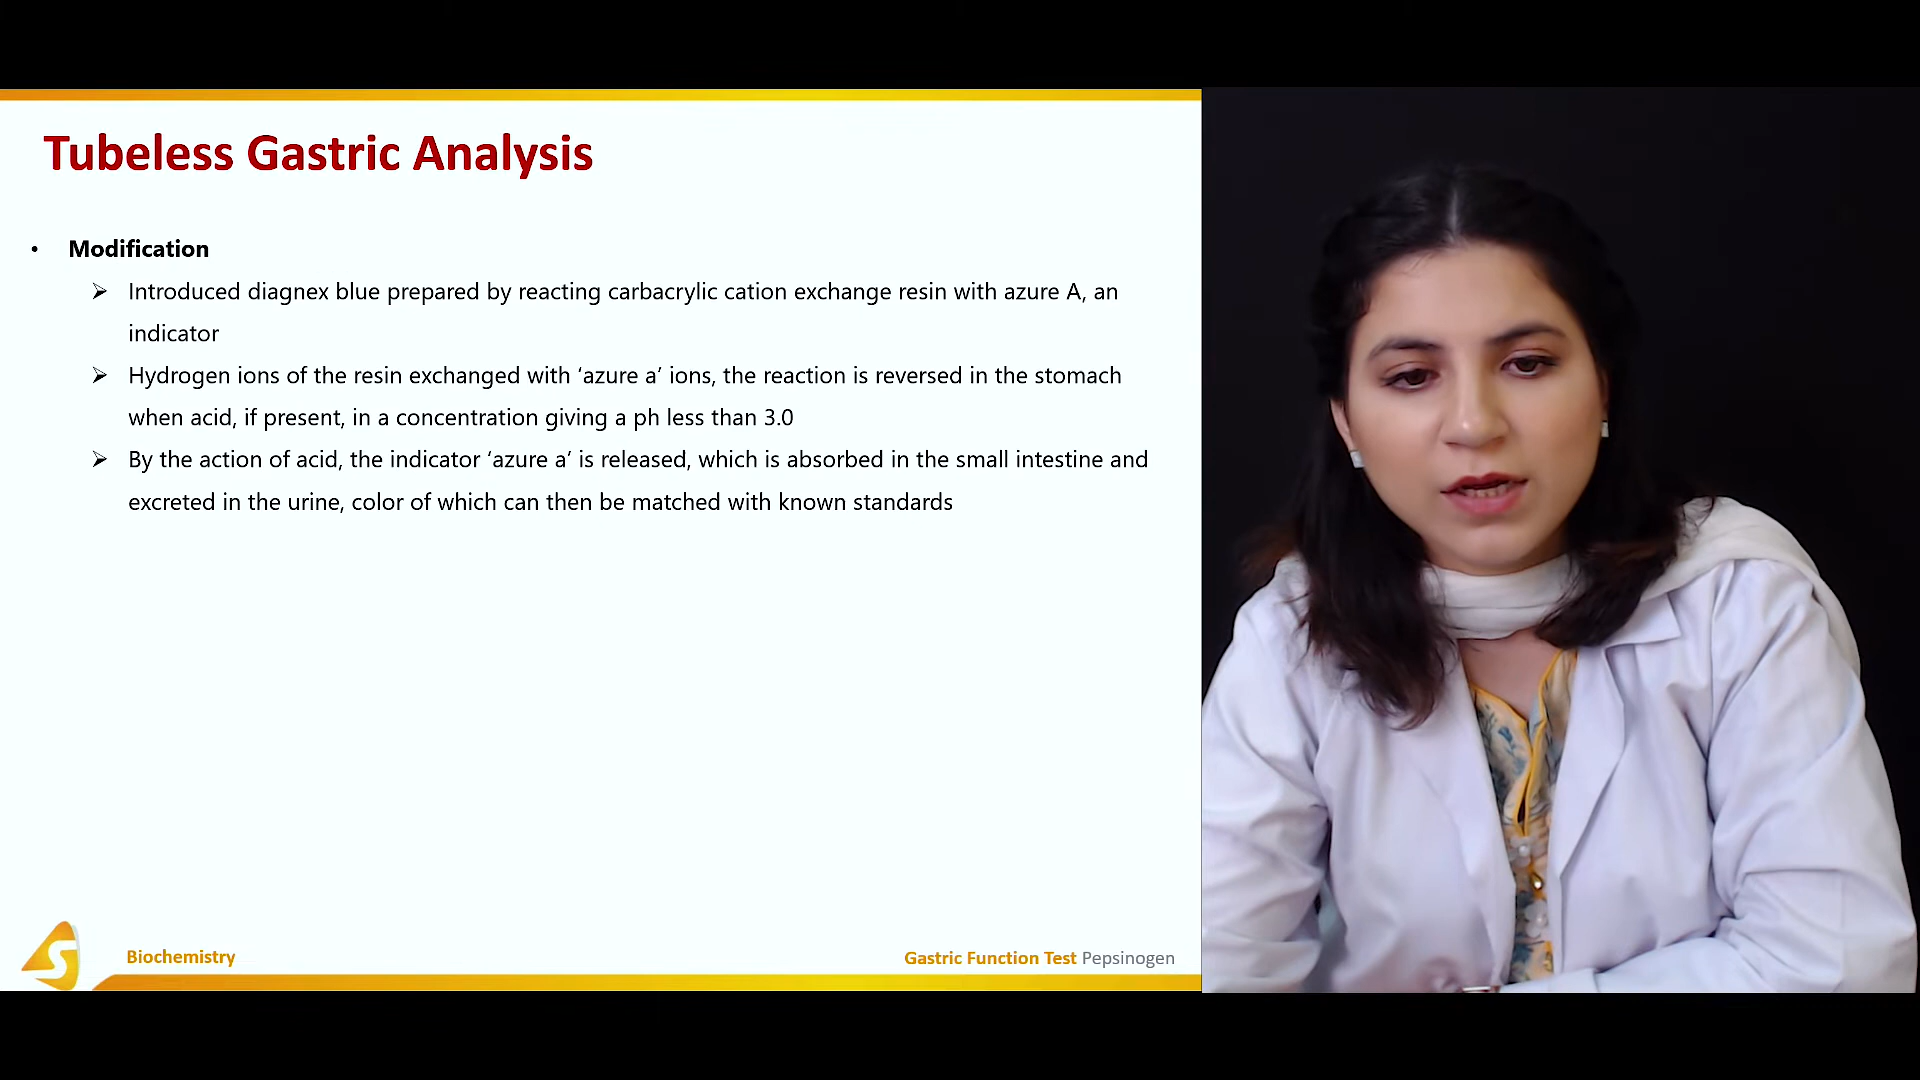 Tubeless Gastric Analysis
• Modification
➢ Introduced diagnex blue prepared by reacting carbacrylic cation exchange resin with azure A, an
indicator
➢ Hydrogen ions of the resin exchanged with ‘azure a’ ions, the reaction is reversed in the stomach
when acid, if present, in a concentration giving a ph less than 3.0
➢ By the action of acid, the indicator ‘azure a’ is released, which is absorbed in the small intestine and
excreted in the urine, color of which can then be matched with known standards
S
Biochemistry
Gastric Function Test Pepsinogen